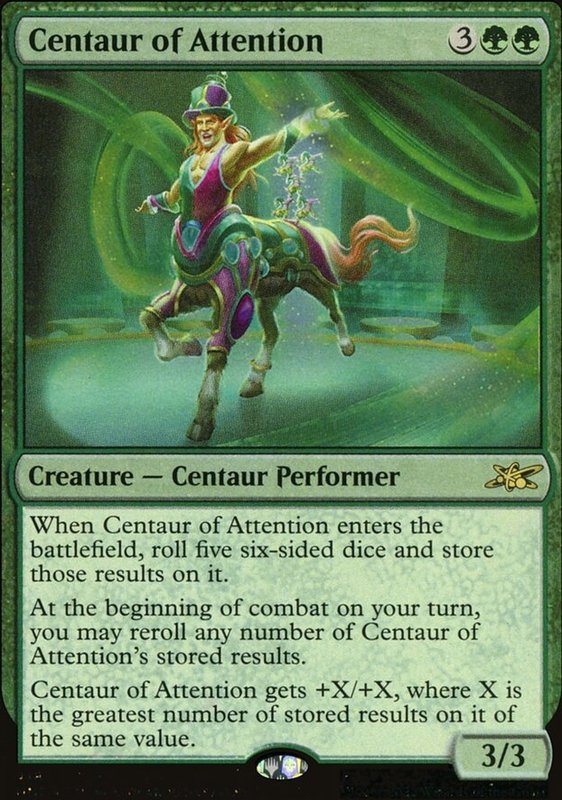 Centaur of Attention 3
Creature — Centaur Performer
When Centaur of Attention enters the
battlefield, roll five six-sided dice and store
those results on it.
At the beginning of combat on your turn,
you may reroll any number of Centaur of
Attention's stored results.
Centaur of Attention gets +X/+X, where X is
the greatest number of stored results on it of
the same value.
3/3